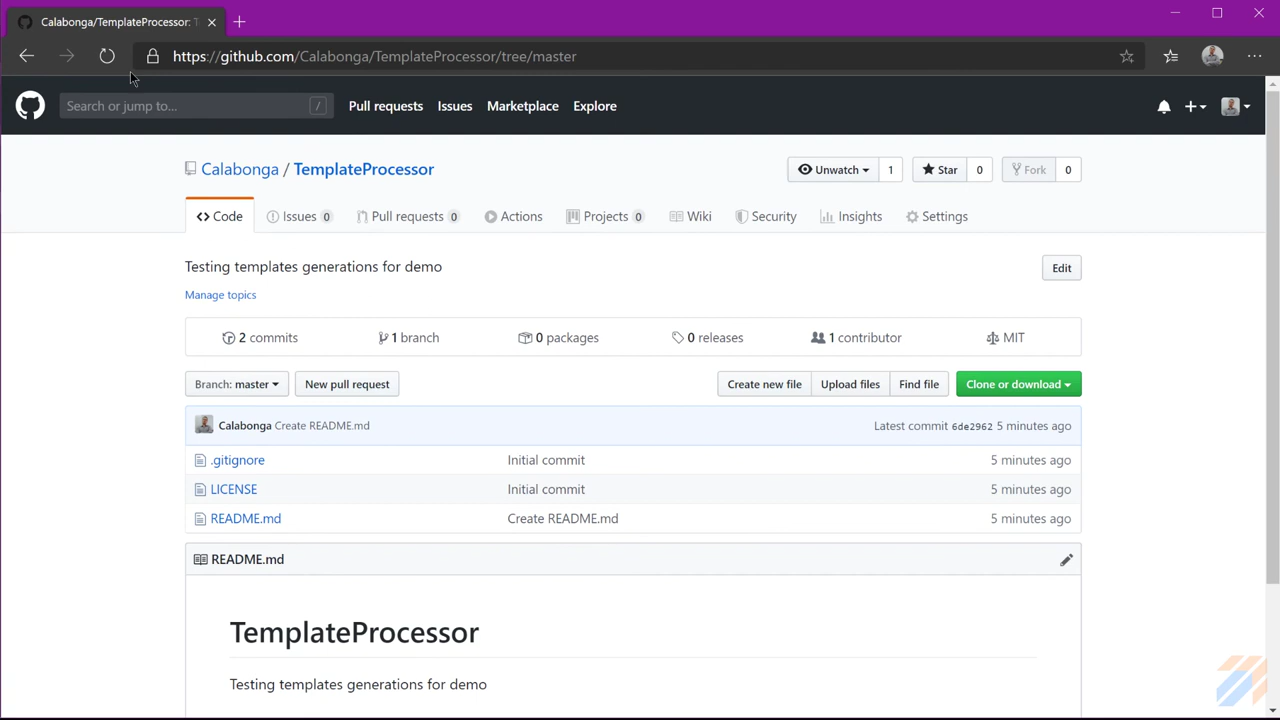 Calabonga/TemplateProcessor: T
https://github.com/Calabonga/TemplateProcessor/tree/master
Search or jump to... /
Pull requests Issues Marketplace Explore
Calabonga / TemplateProcessor
Unwatch 1 Star 0 Fork 0
Code Issues 0 Pull requests 0 Actions Projects 0 Wiki Security Insights Settings
Testing templates generations for demo
Edit
Manage topics
2 commits 1 branch 0 packages 0 releases 1 contributor MIT
Branch: master New pull request Create new file Upload files Find file Clone or download
Calabonga Create README.md Latest commit 6de2962 5 minutes ago
.gitignore Initial commit 5 minutes ago
LICENSE Initial commit 5 minutes ago
README.md Create README.md 5 minutes ago
README.md
TemplateProcessor
Testing templates generations for demo